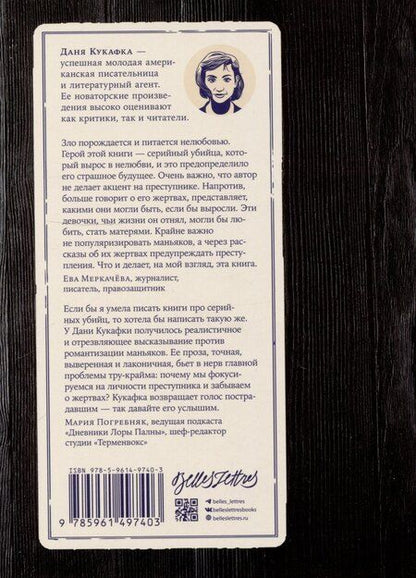 Даня Кукафка —
успешная молодая амери-
канская писательница
и литературный агент.
Ее новаторские произве-
дения высоко оценивают
как критики, так и читатели.
Зло порождается и питается нелюбовью.
Герой этой книги — серийный убийца, кото-
рый вырос в нелюбви, и это предопределило
его страшное будущее. Очень важно, что автор
не делает акцент на преступнике. Напротив,
больше говорит о его жертвах, представляет,
какими они могли быть, если бы выросли. Эти
девочки, чьи жизни он отнял, могли бы лю-
бить, стать матерями. Крайне важно
не популяризировать маньяков, а через рас-
сказы об их жертвах предупреждать престу-
пления. Что и делает, на мой взгляд, эта книга.
Ева Меркачёва, журналист,
писатель, правозащитник
Если бы я умела писать книги про серий-
ных убийц, то хотела бы написать такую же.
У Дани Кукафки получилось реалистичное
и отрезвляющее высказывание против
романтизации маньяков. Ее проза, точная,
выверенная и лаконичная, бьет в нерв главной
проблемы тру-крайма: почему мы фокуси-
руемся на личности преступника и забываем
о жертвах? Кукафка возвращает голос постра-
давшим — так давайте его услышим.
Мария Погребняк, ведущая подкаста
«Дневники Лоры Палны», шеф-редактор
студии «Терменвокс»
ISBN 978-5-9614-9740-3
9 785961 497403
Belles Lettres
belles_lettres
belleslettresbooks
bellesletres.ru